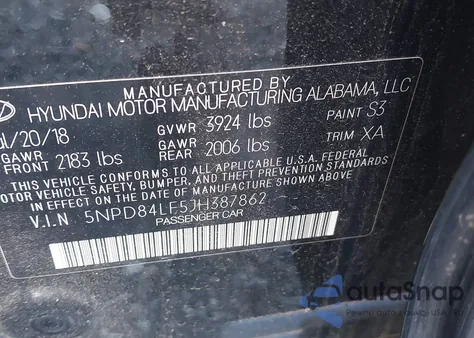 MANUFACTURED BY
HYUNDAI MOTOR MANUFACTURING ALABAMA, LLC
/20/18 GVWR 3924 lbs PAINT S3
GAWR FRONT 2183 lbs GAWR REAR 2006 lbs TRIM XA
THIS VEHICLE CONFORMS TO ALL APPLICABLE U.S.A. FEDERAL
MOTOR VEHICLE SAFETY, BUMPER, AND THEFT PREVENTION STANDARDS
IN EFFECT ON THE DATE OF MANUFACTURE SHOWN ABOVE.
V.I.N 5NPD84LF5JH387862
PASSENGER CAR
autoSnap